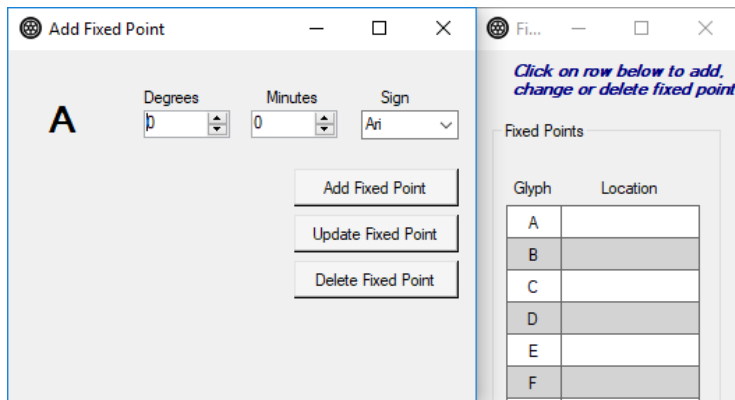 Add Fixed Point
Degrees Minutes Sign
A 0 0 Ari
Add Fixed Point
Update Fixed Point
Delete Fixed Point
Fi...
Click on row below to add,
change or delete fixed point
Fixed Points
Glyph Location
A
B
C
D
E
F